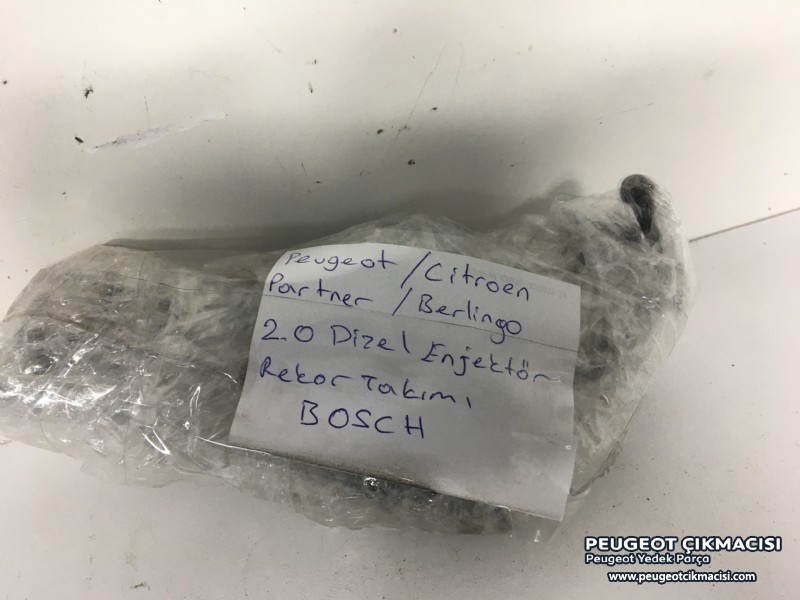 Peugeot / Citroen
Partner / Berlingo
2.0 Dizel Enjektör
Rekor Takımı
BOSCH
PEUGEOT ÇIKMACISI
Peugeot Yedek Parça
www.peugeotcikmacisi.com